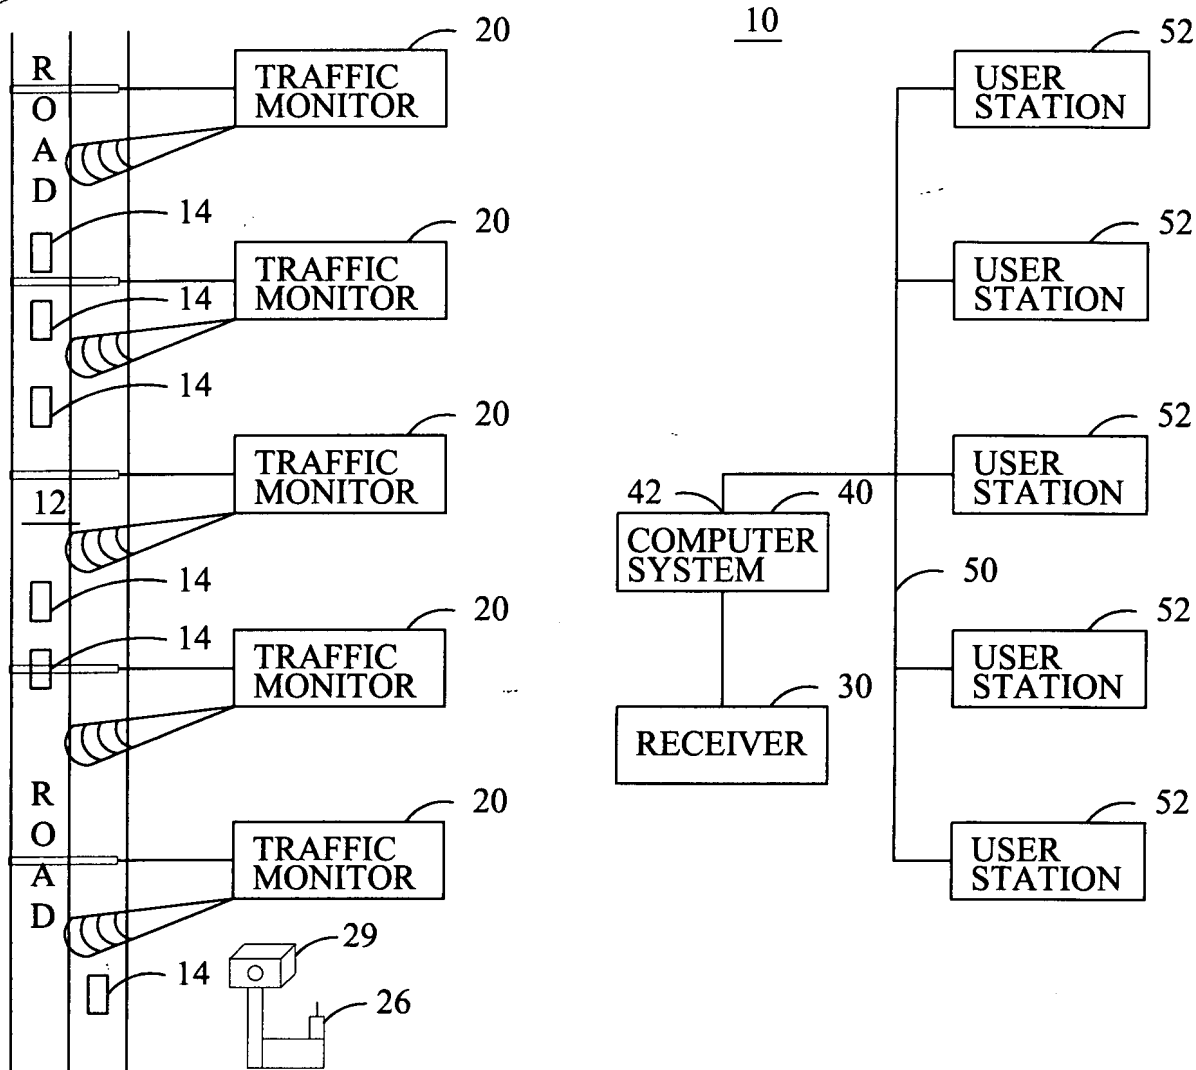 10
20
TRAFFIC
MONITOR
52
USER
STATION
R
O
A
D
14
20
TRAFFIC
MONITOR
52
USER
STATION
14
14
20
TRAFFIC
MONITOR
52
USER
STATION
12
42
40
COMPUTER
SYSTEM
50
14
20
TRAFFIC
MONITOR
52
USER
STATION
14
30
RECEIVER
R
O
A
D
20
TRAFFIC
MONITOR
52
USER
STATION
29
14
26